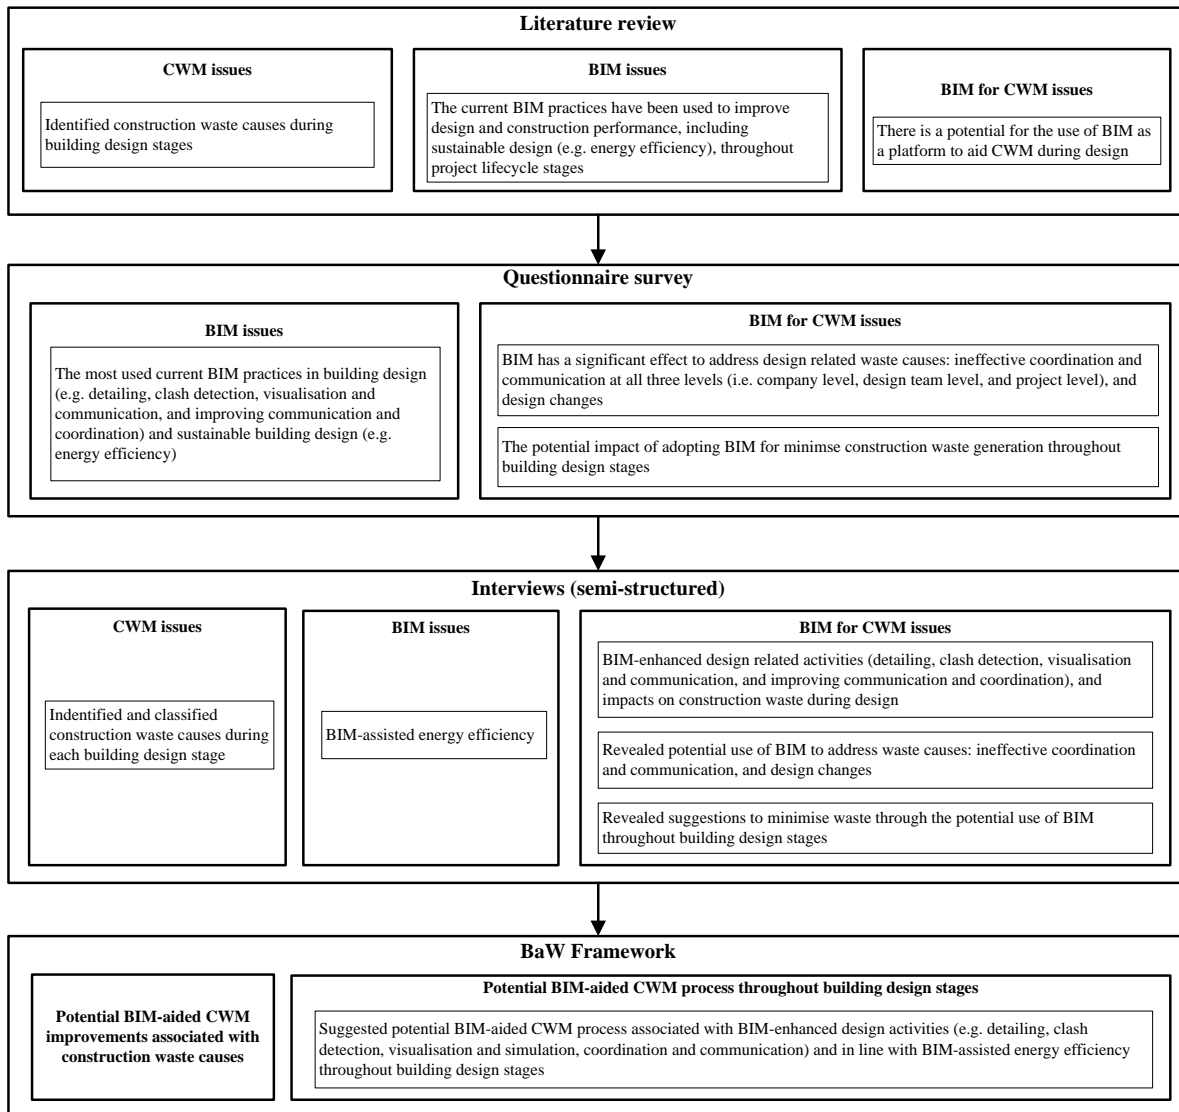 Literature review
CWM issues
Identified construction waste causes during
building design stages
BIM issues
The current BIM practices have been used to improve
design and construction performance, including
sustainable design (e.g. energy efficiency), throughout
project lifecycle stages
BIM for CWM issues
There is a potential for the use of BIM as
a platform to aid CWM during design
Questionnaire survey
BIM issues
The most used current BIM practices in building design
(e.g. detailing, clash detection, visualisation and
communication, and improving communication and
coordination) and sustainable building design (e.g.
energy efficiency)
BIM for CWM issues
BIM has a significant effect to address design related waste causes: ineffective coordination and
communication at all three levels (i.e. company level, design team level, and project level), and
design changes
The potential impact of adopting BIM for minimse construction waste generation throughout
building design stages
Interviews (semi-structured)
CWM issues
Indentified and classified
construction waste causes during
each building design stage
BIM issues
BIM-assisted energy efficiency
BIM for CWM issues
BIM-enhanced design related activities (detailing, clash detection, visualisation
and communication, and improving communication and coordination), and
impacts on construction waste during design
Revealed potential use of BIM to address waste causes: ineffective coordination
and communication, and design changes
Revealed suggestions to minimise waste through the potential use of BIM
throughout building design stages
BaW Framework
Potential BIM-aided CWM
improvements associated with
construction waste causes
Potential BIM-aided CWM process throughout building design stages
Suggested potential BIM-aided CWM process associated with BIM-enhanced design activities (e.g. detailing, clash
detection, visualisation and simulation, coordination and communication) and in line with BIM-assisted energy efficiency
throughout building design stages